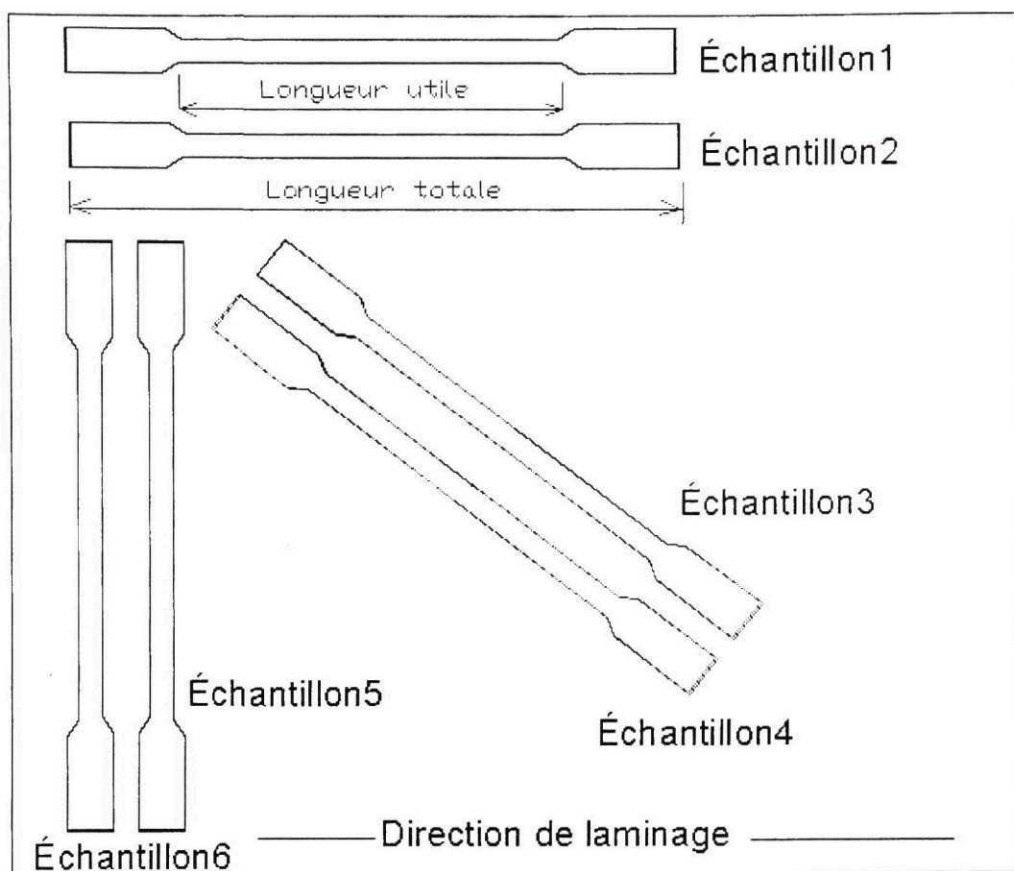 Échantillon1
Longueur utile
Échantillon2
Longueur totale
Échantillon3
Échantillon5
Échantillon4
Direction de laminage
Échantillon6